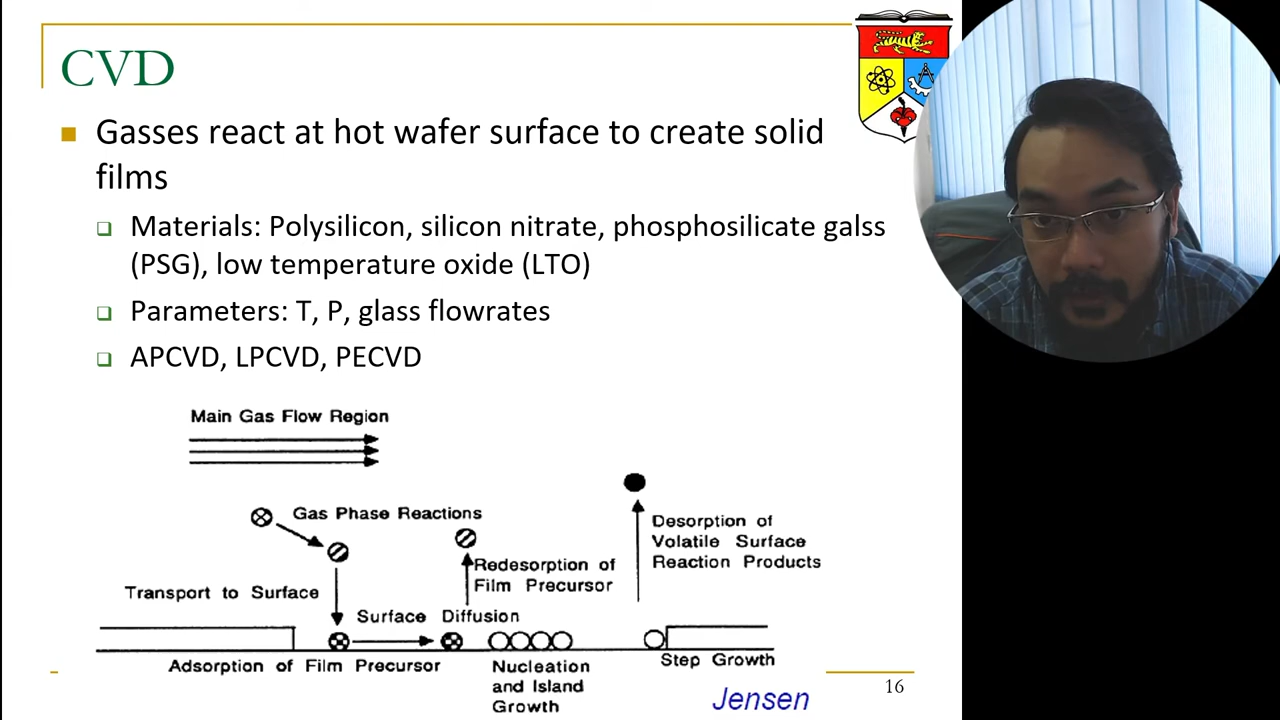 CVD
Gasses react at hot wafer surface to create solid
films
Materials: Polysilicon, silicon nitrate, phosphosilicate galss
(PSG), low temperature oxide (LTO)
Parameters: T, P, glass flowrates
APCVD, LPCVD, PECVD
Main Gas Flow Region
Gas Phase Reactions
Desorption of
Volatile Surface
Reaction Products
Redesorption of
Film Precursor
Transport to Surface
Surface Diffusion
Adsorption of Film Precursor
Nucleation
and Island
Growth
Step Growth
Jensen
16